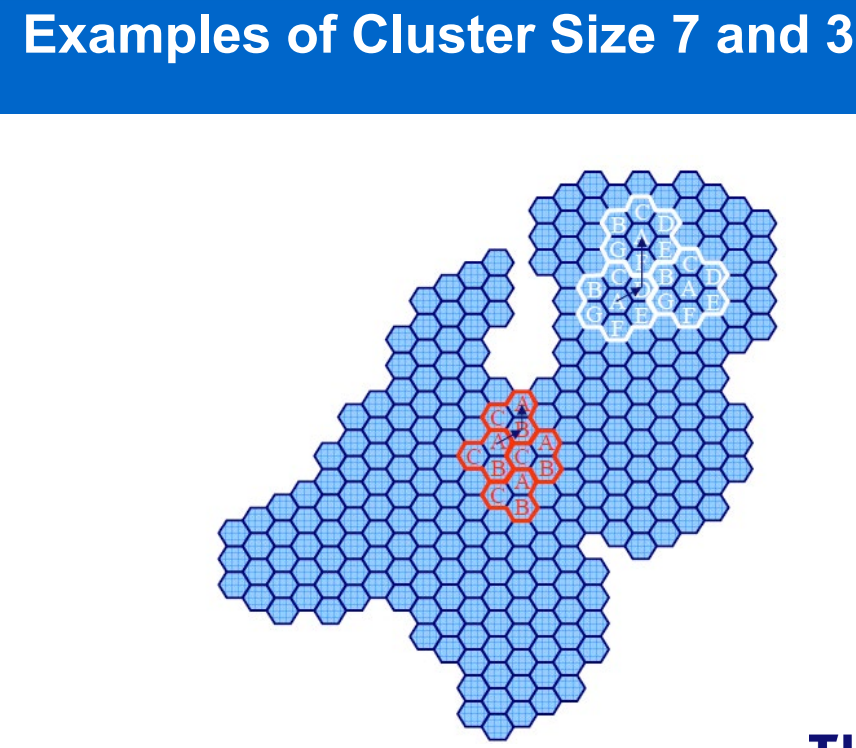 Examples of Cluster Size 7 and 3
C
B D
A
G E
F C
C B D
B D A
A G E
G E F
F
A
C
B
A A
C C
B B
A
C
B